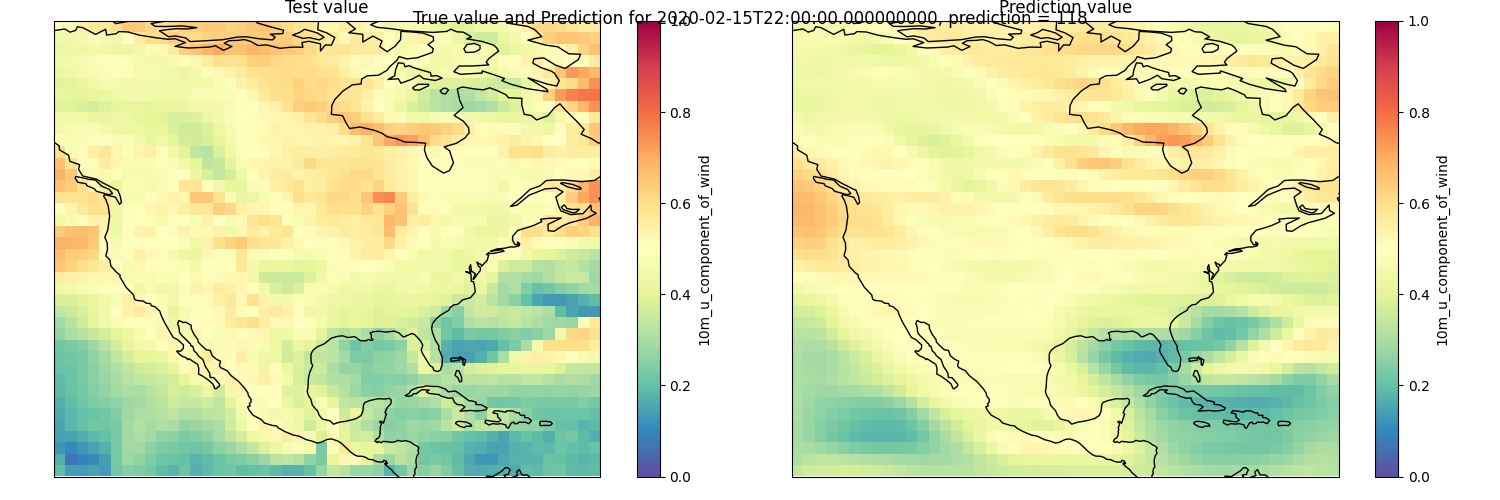 Test value
True value and Prediction for 2020-02-15T22:00:00.000000000, prediction = 118
Prediction value
1.0
0.8
0.6
0.4
0.2
0.0
10m_u_component_of_wind
1.0
0.8
0.6
0.4
0.2
0.0
10m_u_component_of_wind